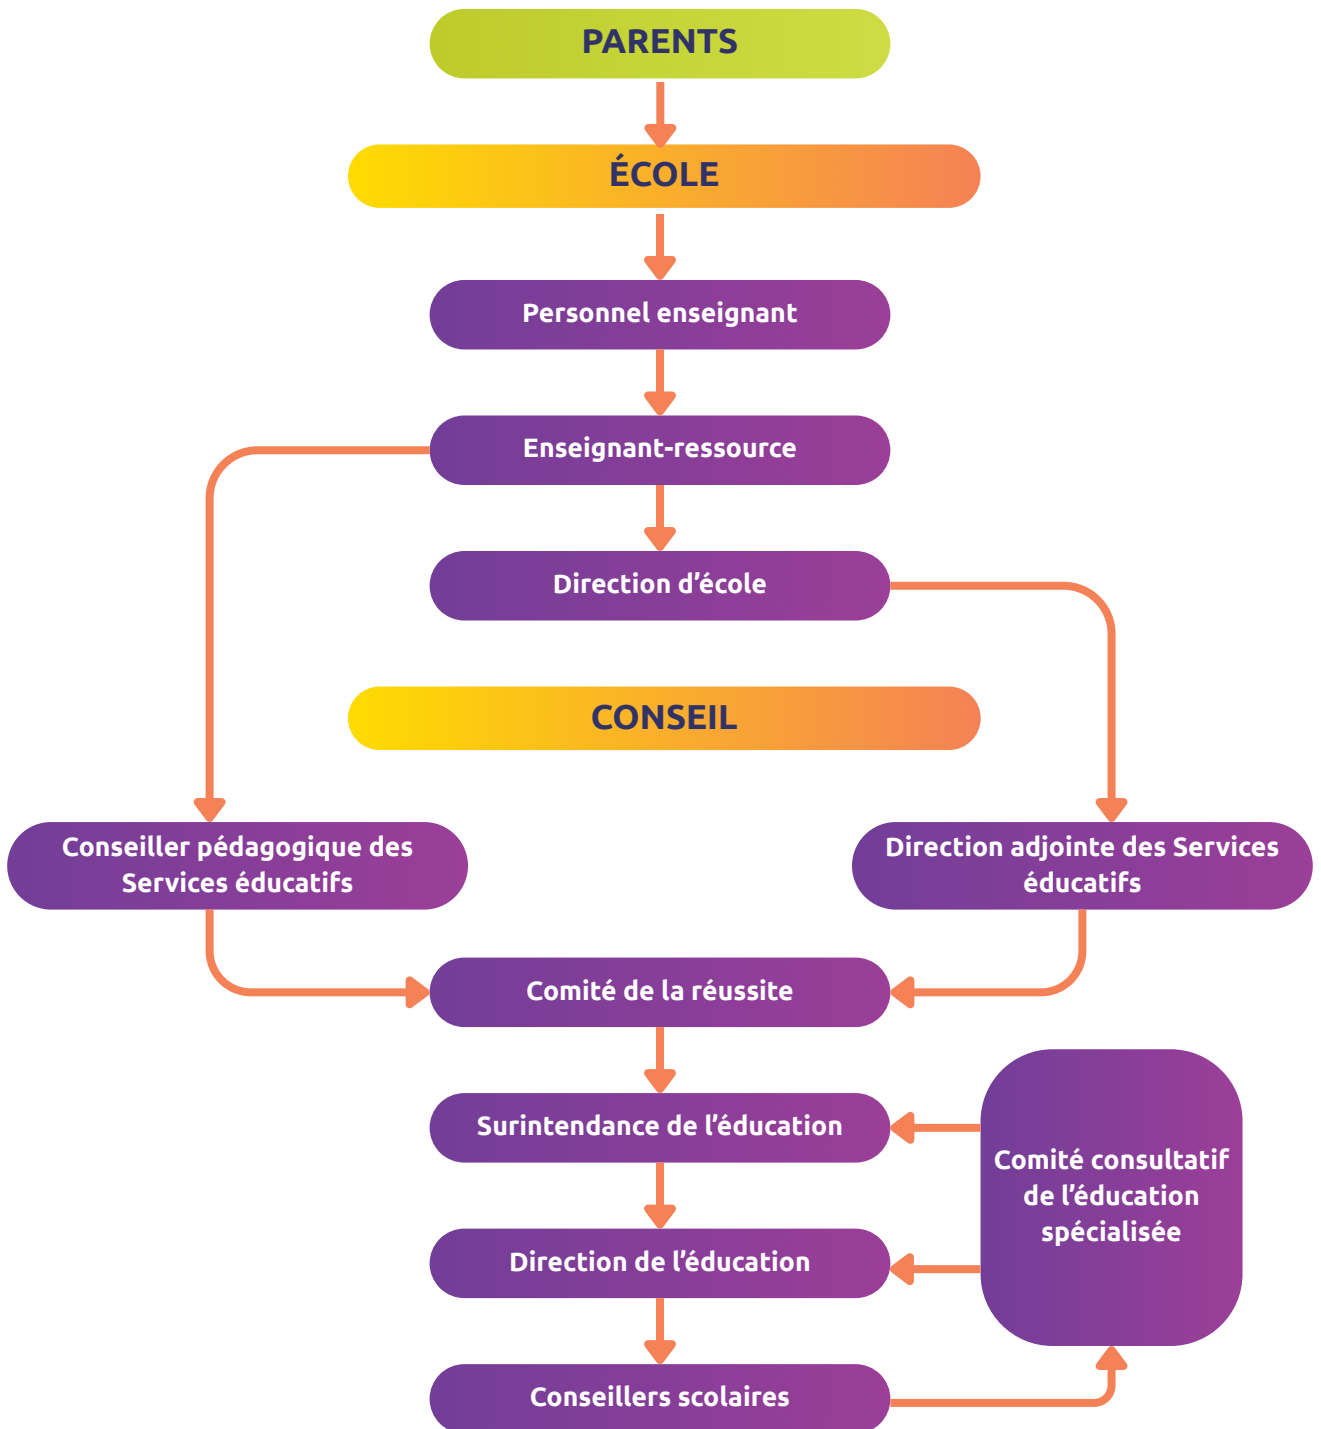 PARENTS
ÉCOLE
Personnel enseignant
Enseignant-ressource
Direction d’école
CONSEIL
Conseiller pédagogique des
Services éducatifs
Direction adjointe des Services
éducatifs
Comité de la réussite
Surintendance de l’éducation
Comité consultatif
de l’éducation
spécialisée
Direction de l’éducation
Conseillers scolaires